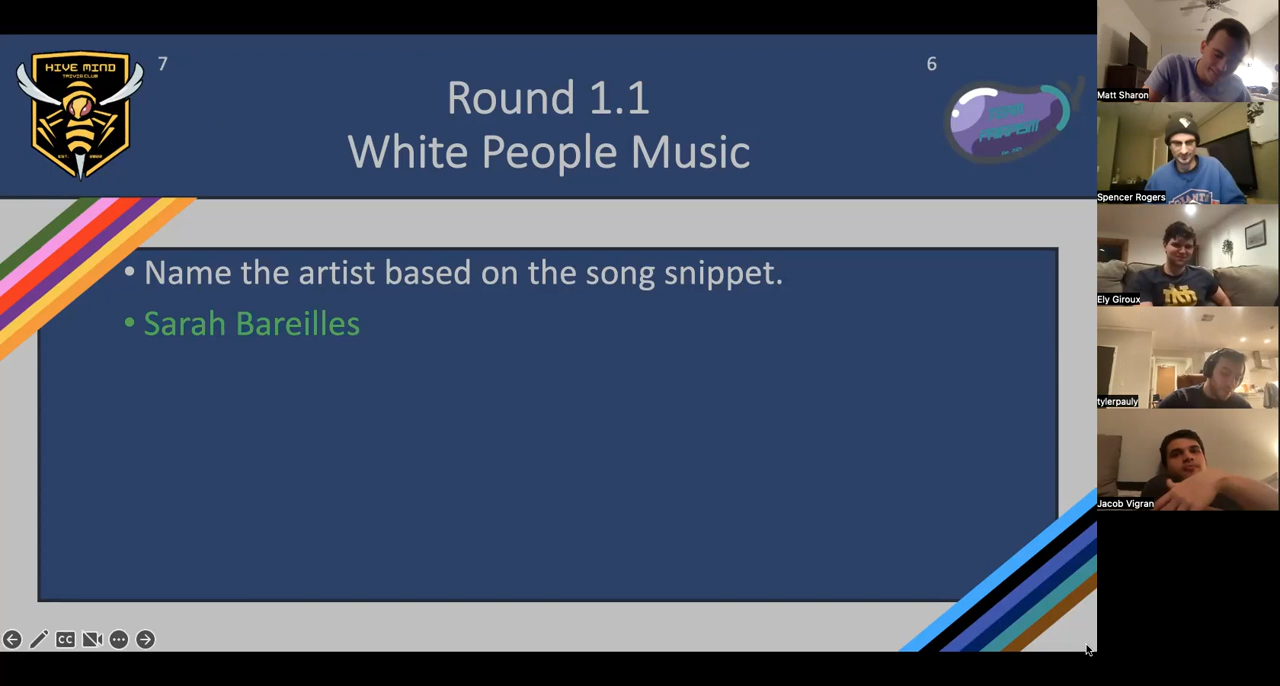 HIVE MIND
TRIVIA CLUB
7
Round 1.1
White People Music
6
• Name the artist based on the song snippet.
• Sarah Bareilles
CC
Matt Sharon
Spencer Rogers
Ely Giroux
tylerpauly
Jacob Vigran